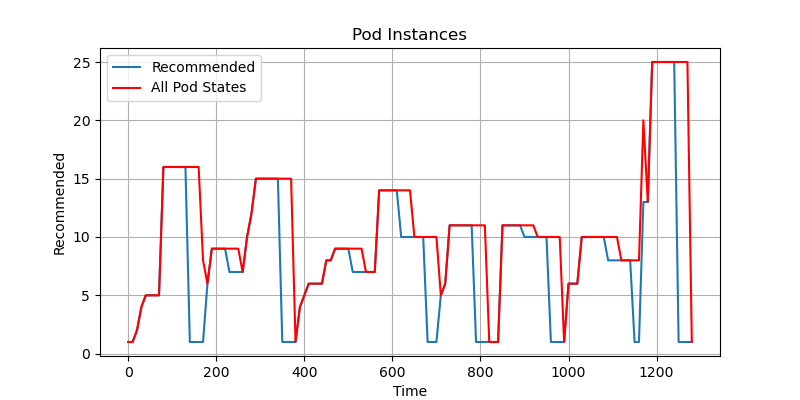 Pod Instances
Recommended
All Pod States
Recommended
25
20
15
10
5
0
0 200 400 600 800 1000 1200
Time